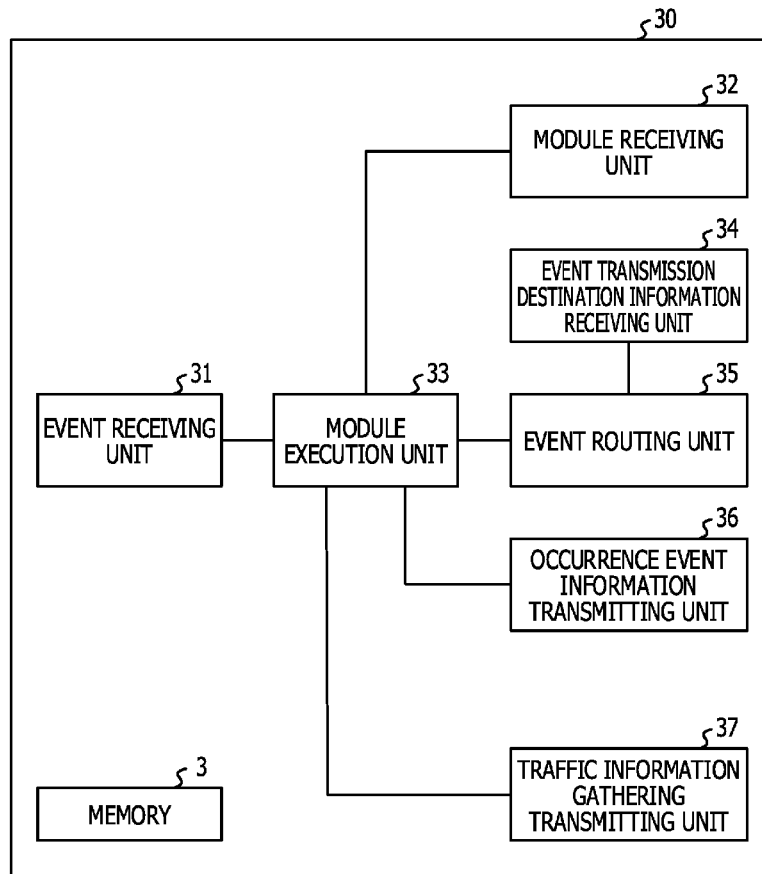 30
32
MODULE RECEIVING
UNIT
34
EVENT TRANSMISSION
DESTINATION INFORMATION
RECEIVING UNIT
31
EVENT RECEIVING
UNIT
33
MODULE
EXECUTION UNIT
35
EVENT ROUTING UNIT
36
OCCURRENCE EVENT
INFORMATION
TRANSMITTING UNIT
3
MEMORY
37
TRAFFIC INFORMATION
GATHERING
TRANSMITTING UNIT